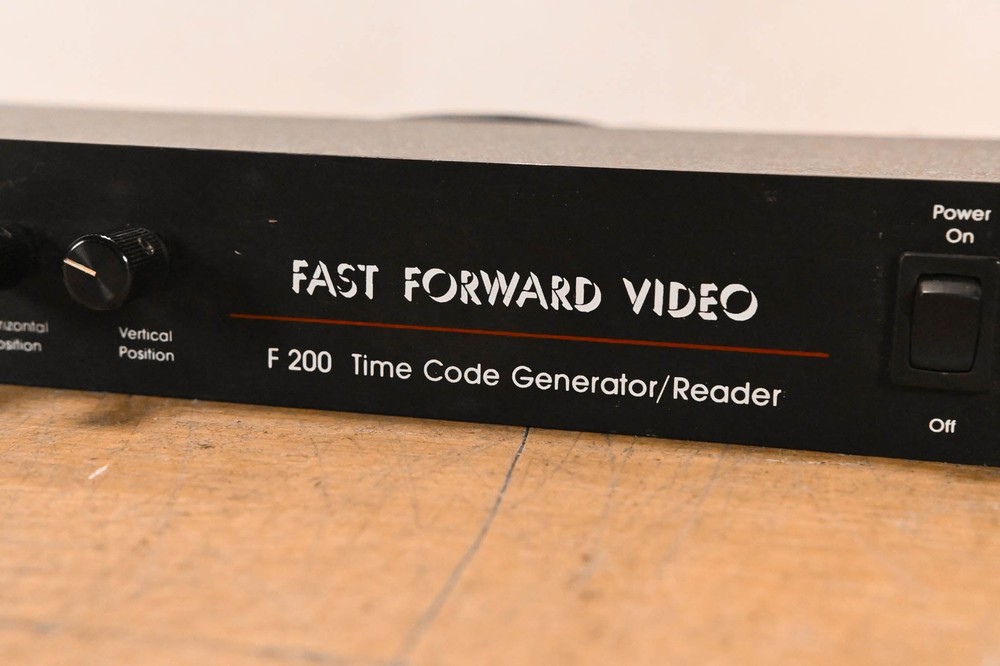 FAST FORWARD VIDEO
F 200 Time Code Generator/Reader
Vertical
Position
Power
On
Off